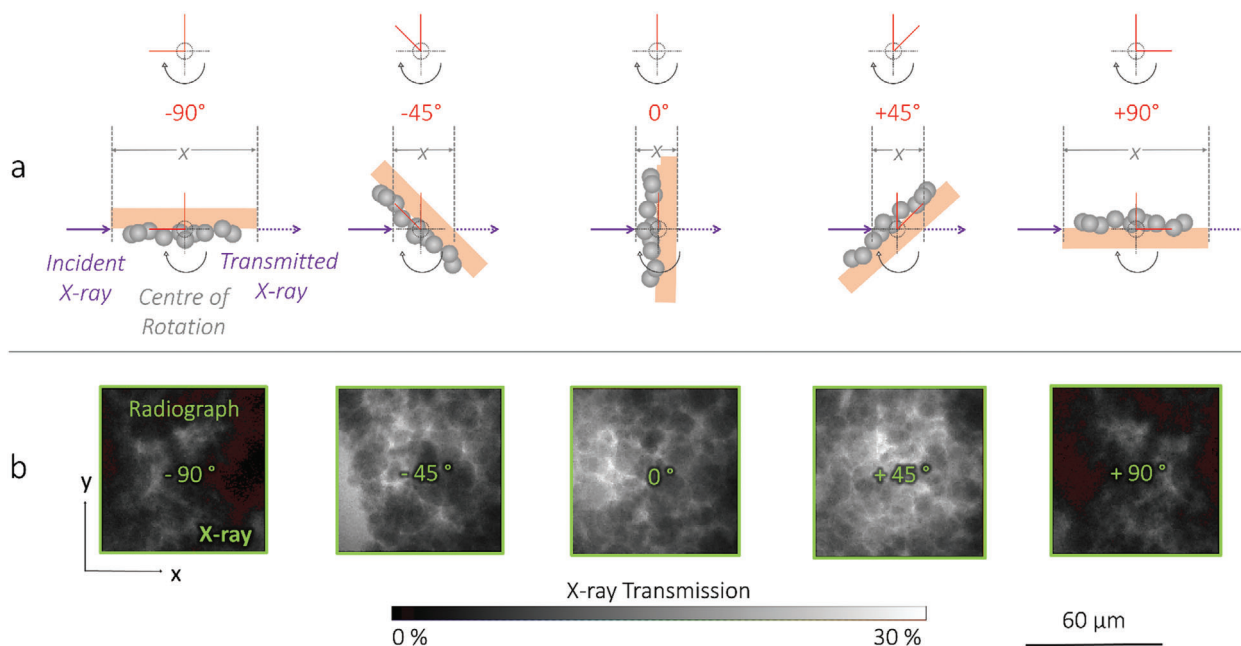 -90°
-45°
0°
+45°
+90°
x
x
x
x
x
a
Incident
X-ray
Transmitted
X-ray
Centre of
Rotation
b
Radiograph
- 90°
X-ray
- 45°
0°
+ 45°
+ 90°
y
x
X-ray Transmission
0 %
30 %
60 μm